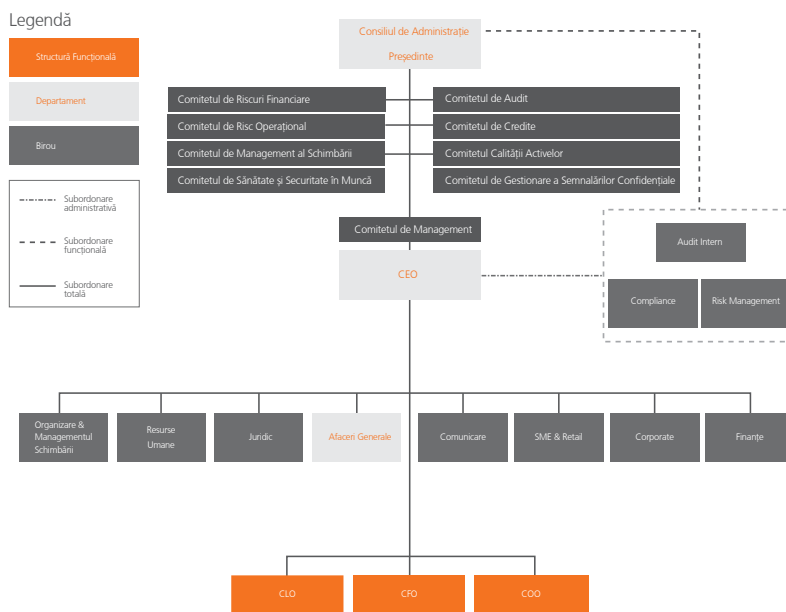 Legendă
Structură Funcțională
Departament
Birou
Subordonare
administrativă
Subordonare
funcțională
Subordonare
totală
Consiliul de Administrație
Președinte
Comitetul de Riscuri Financiare
Comitetul de Audit
Comitetul de Risc Operațional
Comitetul de Credite
Comitetul de Management al Schimbării
Comitetul Calității Activelor
Comitetul de Sănătate și Securitate în Muncă
Comitetul de Gestionare a Semnalărilor Confidențiale
Comitetul de Management
CEO
Audit Intern
Compliance
Risk Management
Organizare &
Managementul
Schimbării
Resurse
Umane
Juridic
Afaceri Generale
Comunicare
SME & Retail
Corporate
Finanțe
CLO
CFO
COO